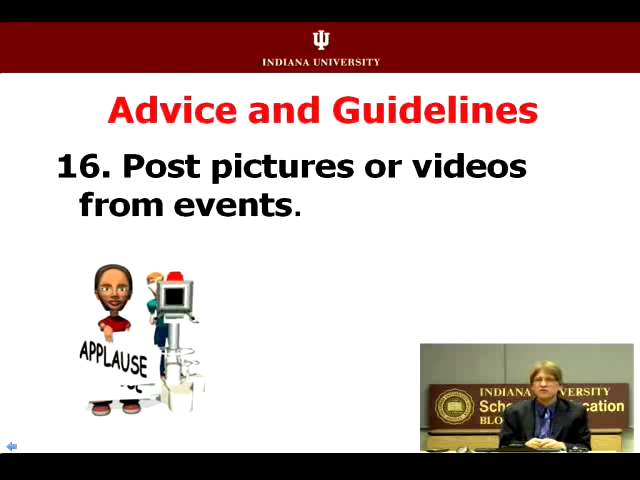 INDIANA UNIVERSITY
Advice and Guidelines
16. Post pictures or videos
from events.
APPLAUSE
INDIANA UNIVERSITY